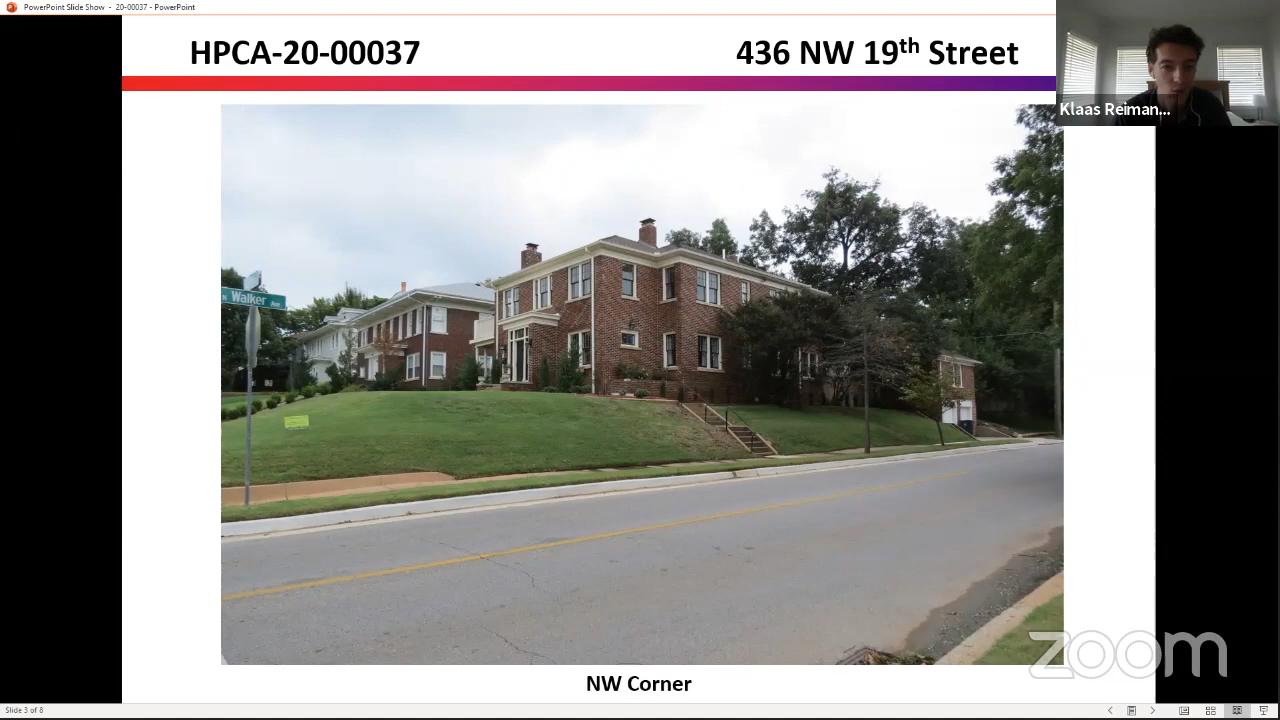 PowerPoint Slide Show - 20-00037 - PowerPoint
HPCA-20-00037
436 NW 19th Street
Klaas Reiman...
N Walker Ave
NW Corner
zoom
Slide 3 of 8